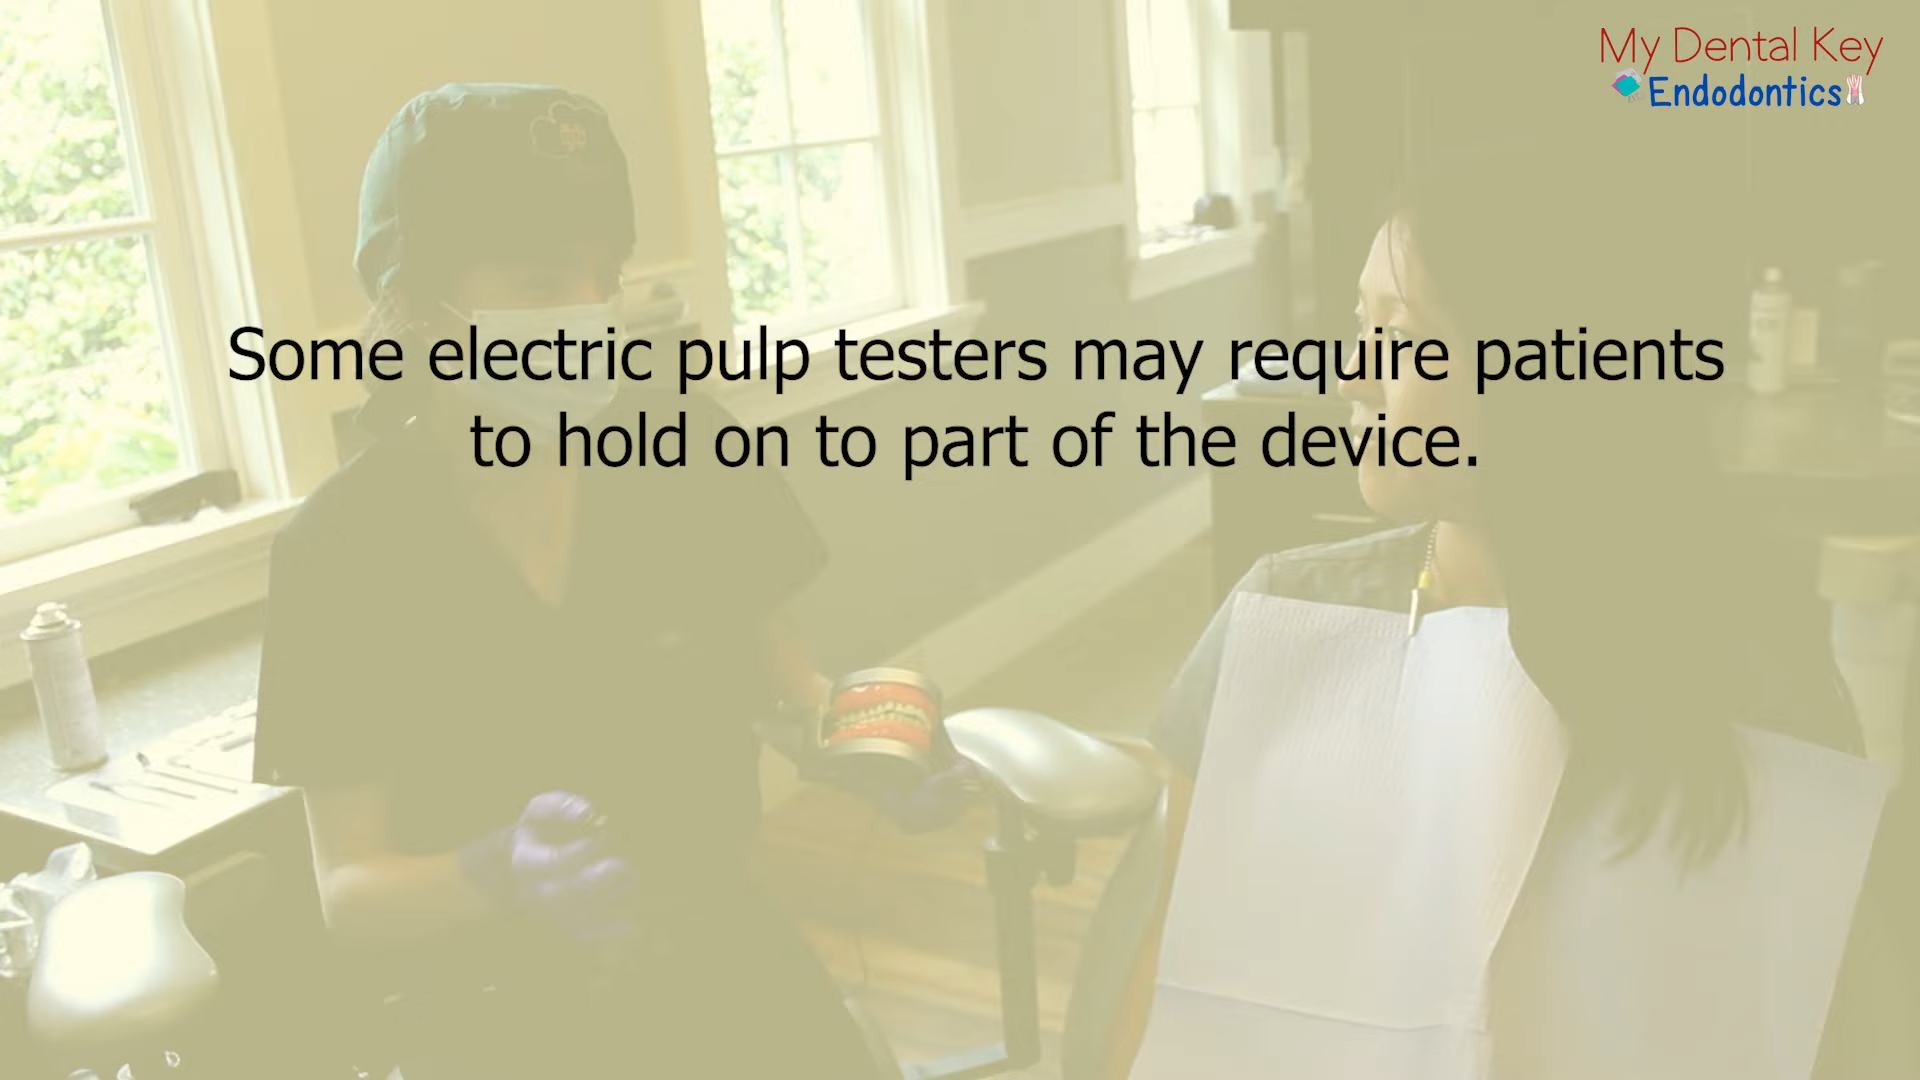 My Dental Key
Endodontics
Some electric pulp testers may require patients
to hold on to part of the device.